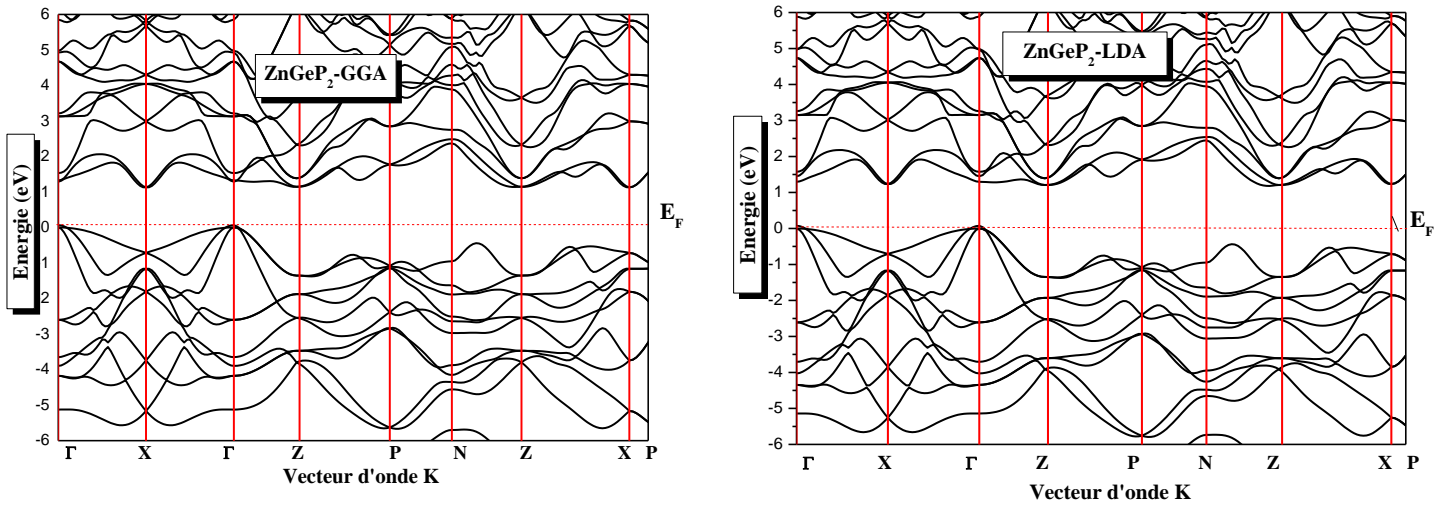 ZnGeP2-GGA
Energie (eV)
6
5
4
3
2
1
0
-1
-2
-3
-4
-5
-6
EF
Γ X Γ Z P N Z X P
Vecteur d'onde K
ZnGeP2-LDA
Energie (eV)
6
5
4
3
2
1
0
-1
-2
-3
-4
-5
-6
EF
Γ X Γ Z P N Z X P
Vecteur d'onde K